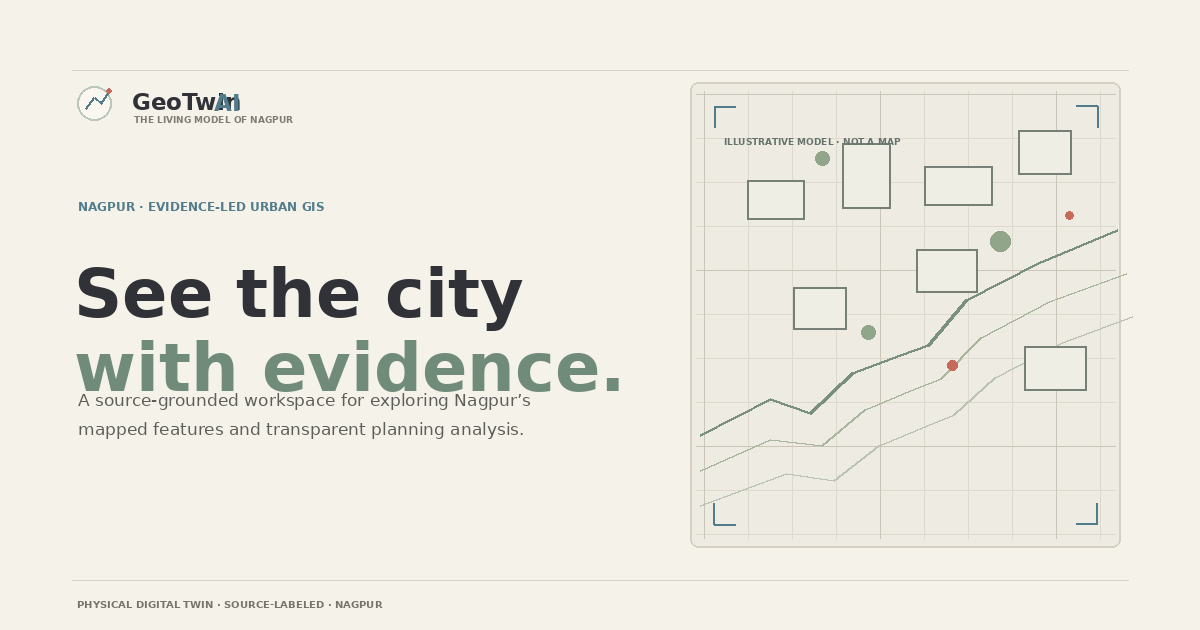 GeoTwin AI
THE LIVING MODEL OF NAGPUR
NAGPUR · EVIDENCE-LED URBAN GIS
See the city
with evidence.
A source-grounded workspace for exploring Nagpur’s
mapped features and transparent planning analysis.
ILLUSTRATIVE MODEL · NOT A MAP
PHYSICAL DIGITAL TWIN · SOURCE-LABELED · NAGPUR